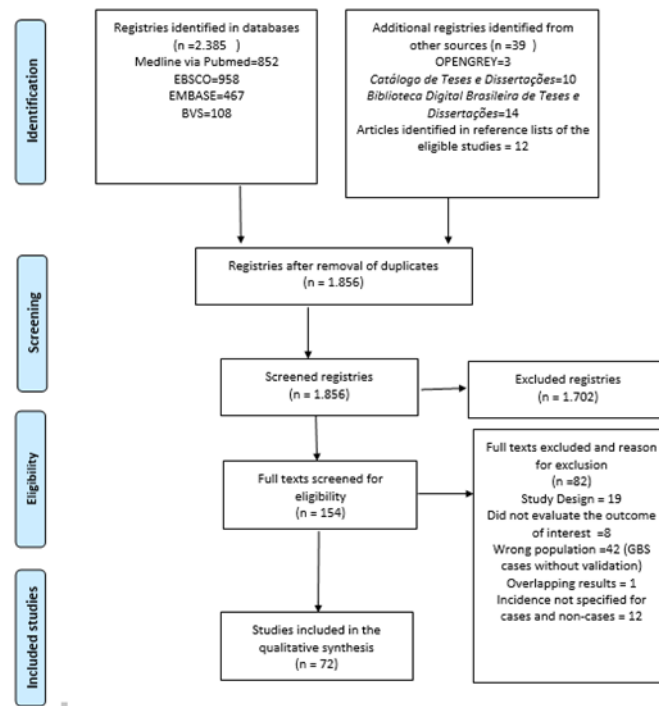 Identification
Registries identified in databases
(n =2.385 )
Medline via Pubmed=852
EBSCO=958
EMBASE=467
BVS=108
Additional registries identified from
other sources (n =39 )
OPENGREY=3
Catálogo de Teses e Dissertações=10
Biblioteca Digital Brasileira de Teses e
Dissertações=14
Articles identified in reference lists of the
eligible studies = 12
Screening
Registries after removal of duplicates
(n = 1.856)
Screened registries
(n = 1.856)
Excluded registries
(n = 1.702)
Eligibility
Full texts screened for
eligibility
(n = 154)
Full texts excluded and reason
for exclusion
(n =82)
Study Design = 19
Did not evaluate the outcome
of interest =8
Wrong population =42 (GBS
cases without validation)
Overlapping results = 1
Incidence not specified for
cases and non-cases = 12
Included studies
Studies included in the
qualitative synthesis
(n = 72)